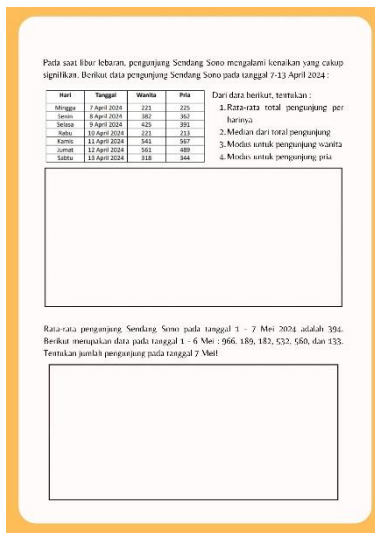 Pada saat libur lebaran, pengunjung Sendang Sono mengalami kenaikan yang cukup
signifikan. Berikut data pengunjung Sendang Sono pada tanggal 7-13 April 2024 :
Hari Tanggal Wanita Pria
Minggu 7 April 2024 221 225
Senin 8 April 2024 382 362
Selasa 9 April 2024 425 391
Rabu 10 April 2024 221 213
Kamis 11 April 2024 541 567
Jumat 12 April 2024 561 489
Sabtu 13 April 2024 318 344
Dari data berikut, tentukan :
1. Rata-rata total pengunjung per
harinya
2. Median dari total pengunjung
3. Modus untuk pengunjung wanita
4. Modus untuk pengunjung pria
Rata-rata pengunjung Sendang Sono pada tanggal 1 - 7 Mei 2024 adalah 394.
Berikut merupakan data pada tanggal 1 - 6 Mei : 966, 189, 182, 532, 560, dan 133.
Tentukan jumlah pengunjung pada tanggal 7 Mei!